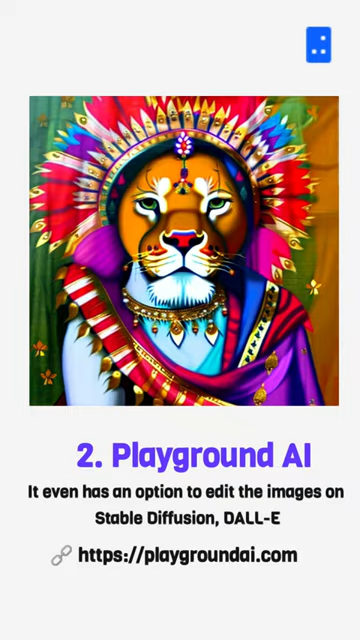 2. Playground AI
It even has an option to edit the images on
Stable Diffusion, DALL-E
https://playgroundai.com